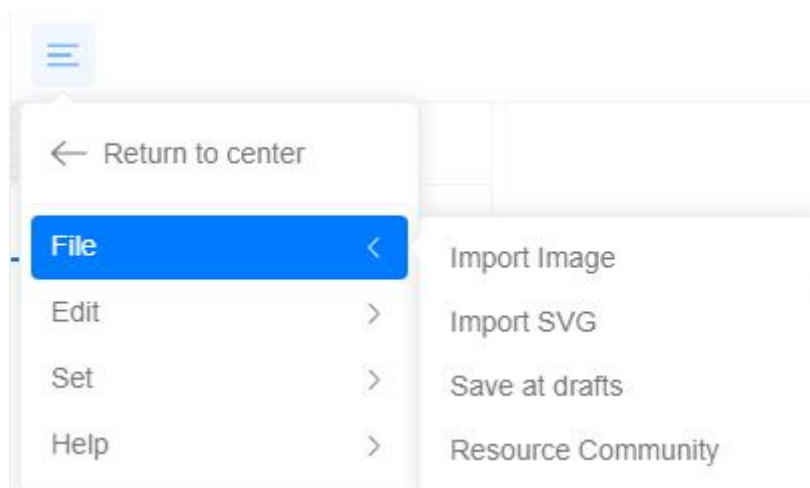 Return to center
File
Edit
Set
Help
Import Image
Import SVG
Save at drafts
Resource Community